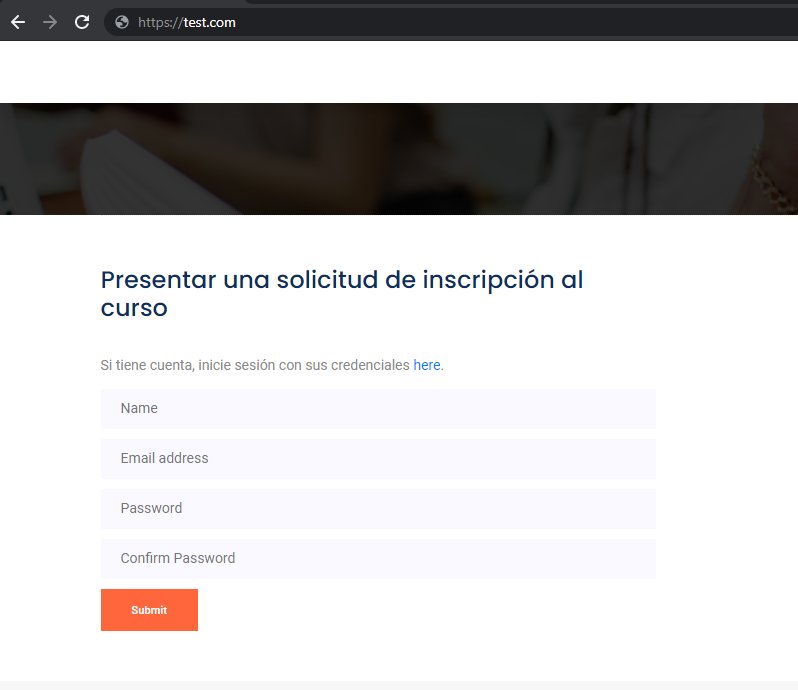 https://test.com
Presentar una solicitud de inscripción al
curso
Si tiene cuenta, inicie sesión con sus credenciales here.
Name
Email address
Password
Confirm Password
Submit